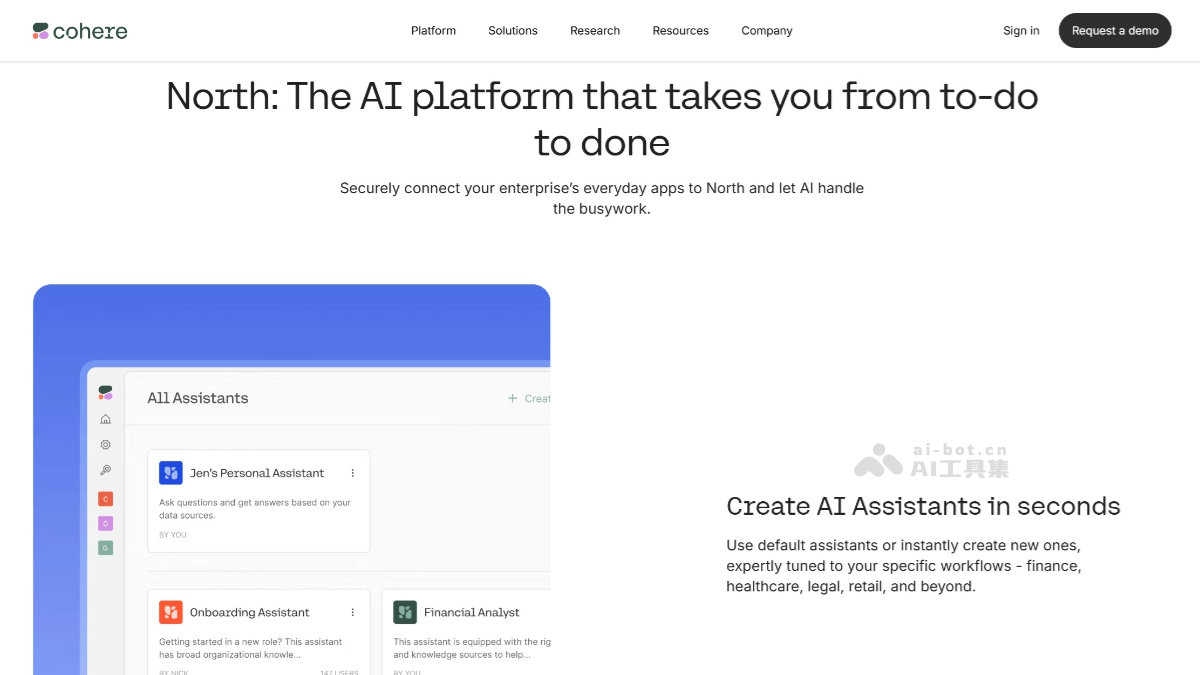 cohere
Platform
Solutions
Research
Resources
Company
Sign in
Request a demo
North: The AI platform that takes you from to-do
to done
Securely connect your enterprise’s everyday apps to North and let AI handle
the busywork.
All Assistants
+ Creat
Jen’s Personal Assistant
Ask questions and get answers based on your
data sources.
BY YOU
C
D
G
Onboarding Assistant
Getting started in a new role? This assistant
has broad organizational knowle...
BY NICK
147 USERS
Financial Analyst
This assistant is equipped with the rig
and knowledge sources to help...
BY YOU
ai-bot.cn
AI工具集
Create AI Assistants in seconds
Use default assistants or instantly create new ones,
expertly tuned to your specific workflows - finance,
healthcare, legal, retail, and beyond.